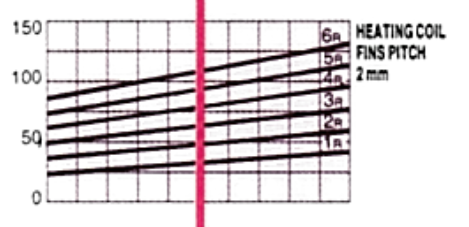 150
100
50
0
6R
5R
4R
3R
2R
1R
HEATING COIL
FINS PITCH
2 mm